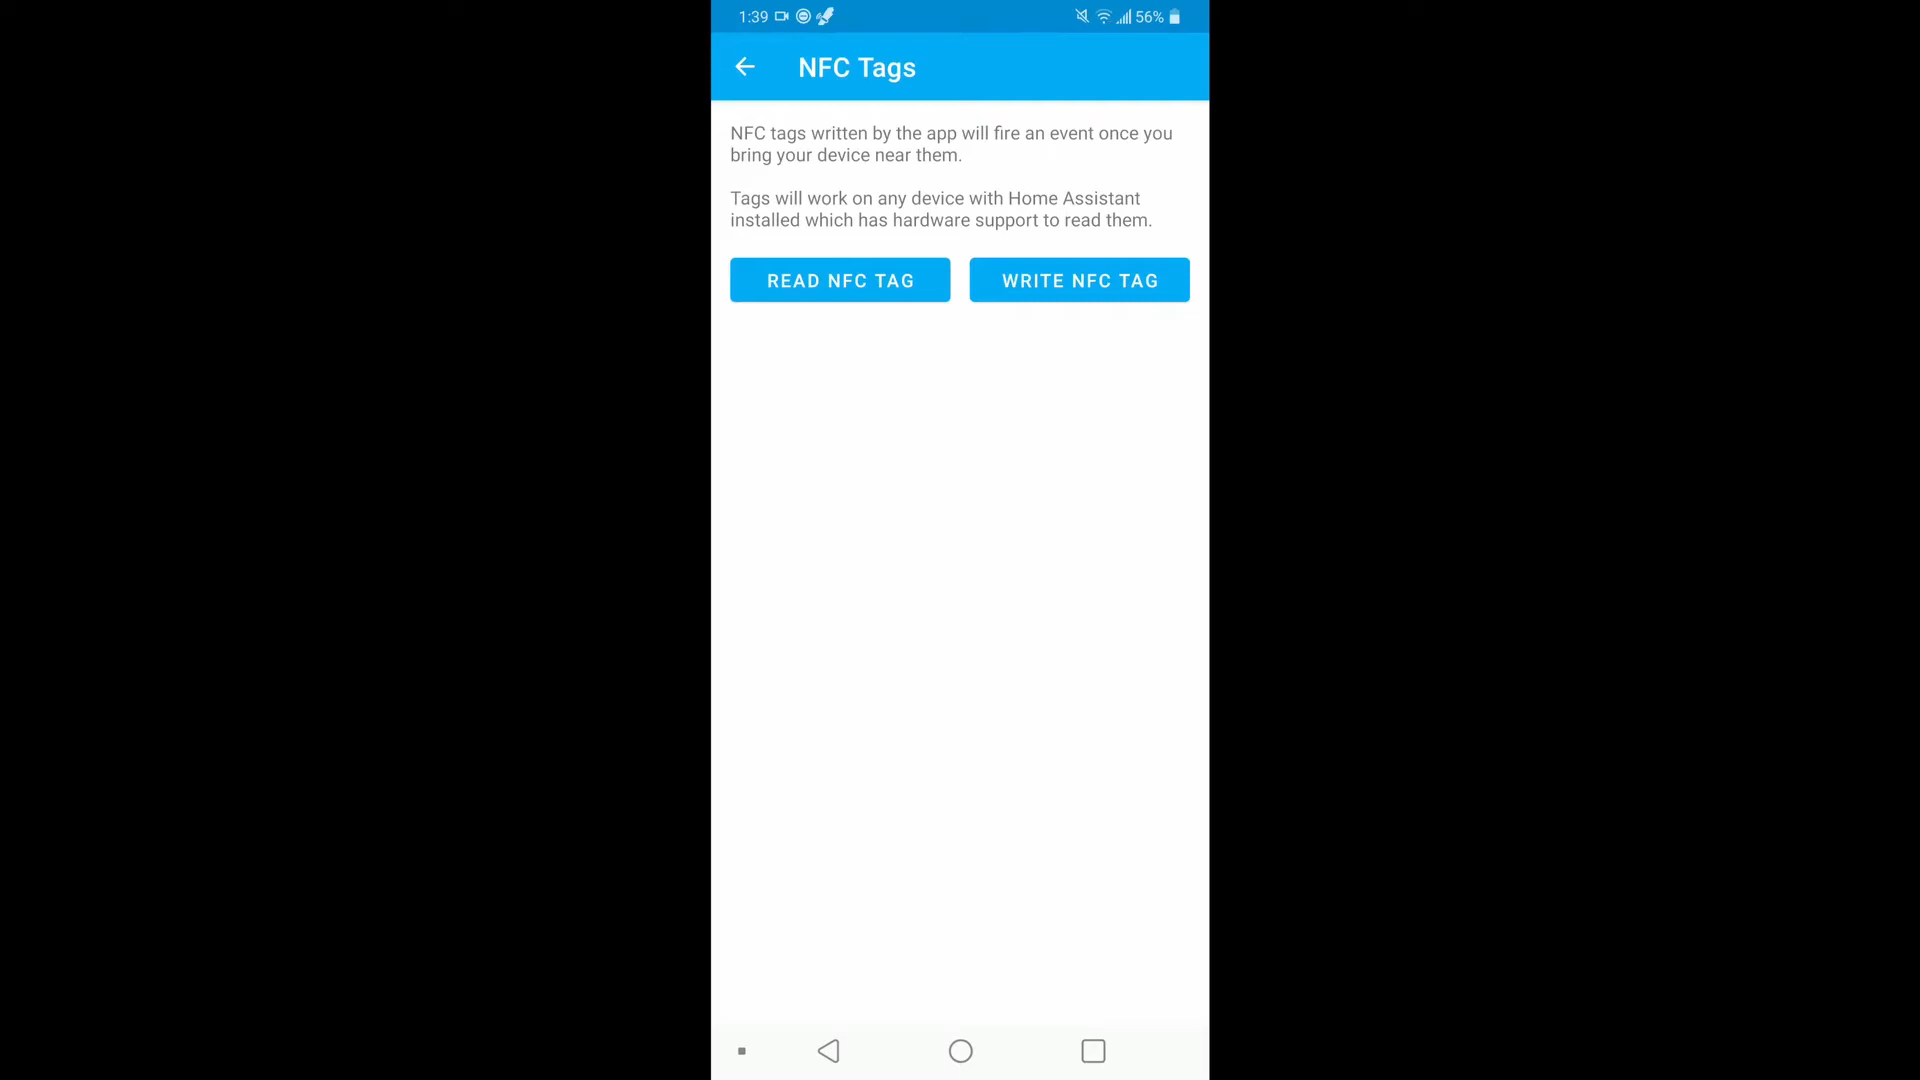 1:39
56%
NFC Tags
NFC tags written by the app will fire an event once you
bring your device near them.
Tags will work on any device with Home Assistant
installed which has hardware support to read them.
READ NFC TAG
WRITE NFC TAG